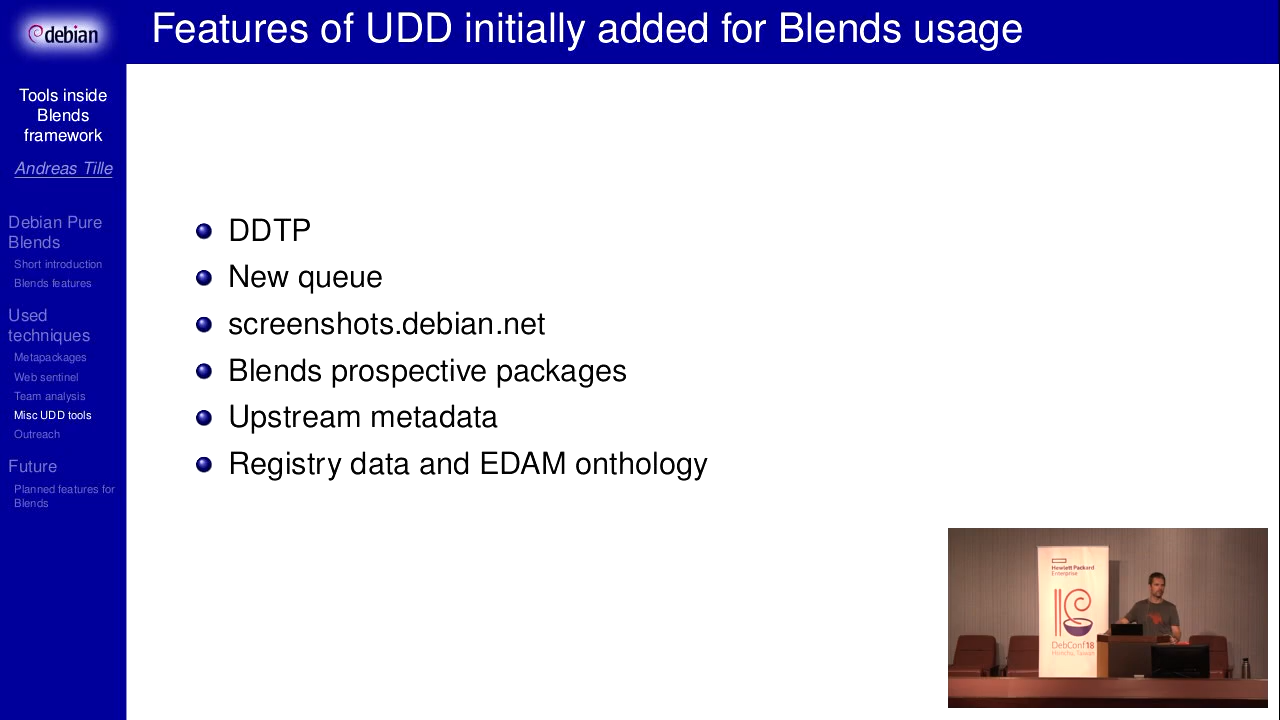 debian
Features of UDD initially added for Blends usage
Tools inside
Blends
framework
Andreas Tille
Debian Pure
Blends
Short introduction
Blends features
Used
techniques
Metapackages
Web sentinel
Team analysis
Misc UDD tools
Outreach
Future
Planned features for
Blends
DDTP
New queue
screenshots.debian.net
Blends prospective packages
Upstream metadata
Registry data and EDAM onthology
Hewlett Packard
Enterprise
DebConf18
Hsinchu, Taiwan